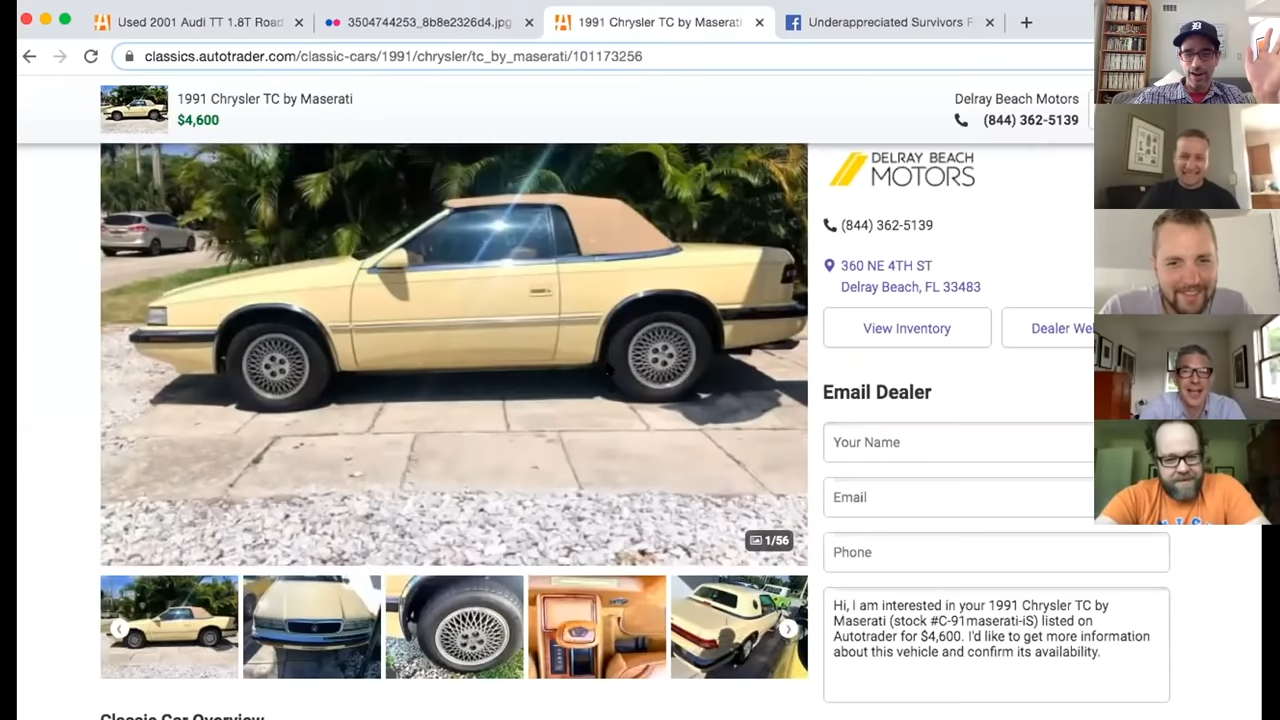 Used 2001 Audi TT 1.8T Road
3504744253_8b8e2326d4.jpg
1991 Chrysler TC by Maserati
Underappreciated Survivors F
classics.autotrader.com/classic-cars/1991/chrysler/tc_by_maserati/101173256
1991 Chrysler TC by Maserati
$4,600
Delray Beach Motors
(844) 362-5139
DELRAY BEACH
MOTORS
(844) 362-5139
360 NE 4TH ST
Delray Beach, FL 33483
View Inventory
Dealer We
Email Dealer
Your Name
Email
Phone
Hi, I am interested in your 1991 Chrysler TC by
Maserati (stock #C-91maserati-iS) listed on
Autotrader for $4,600. I'd like to get more information
about this vehicle and confirm its availability.
1/56
Classic Car Overview